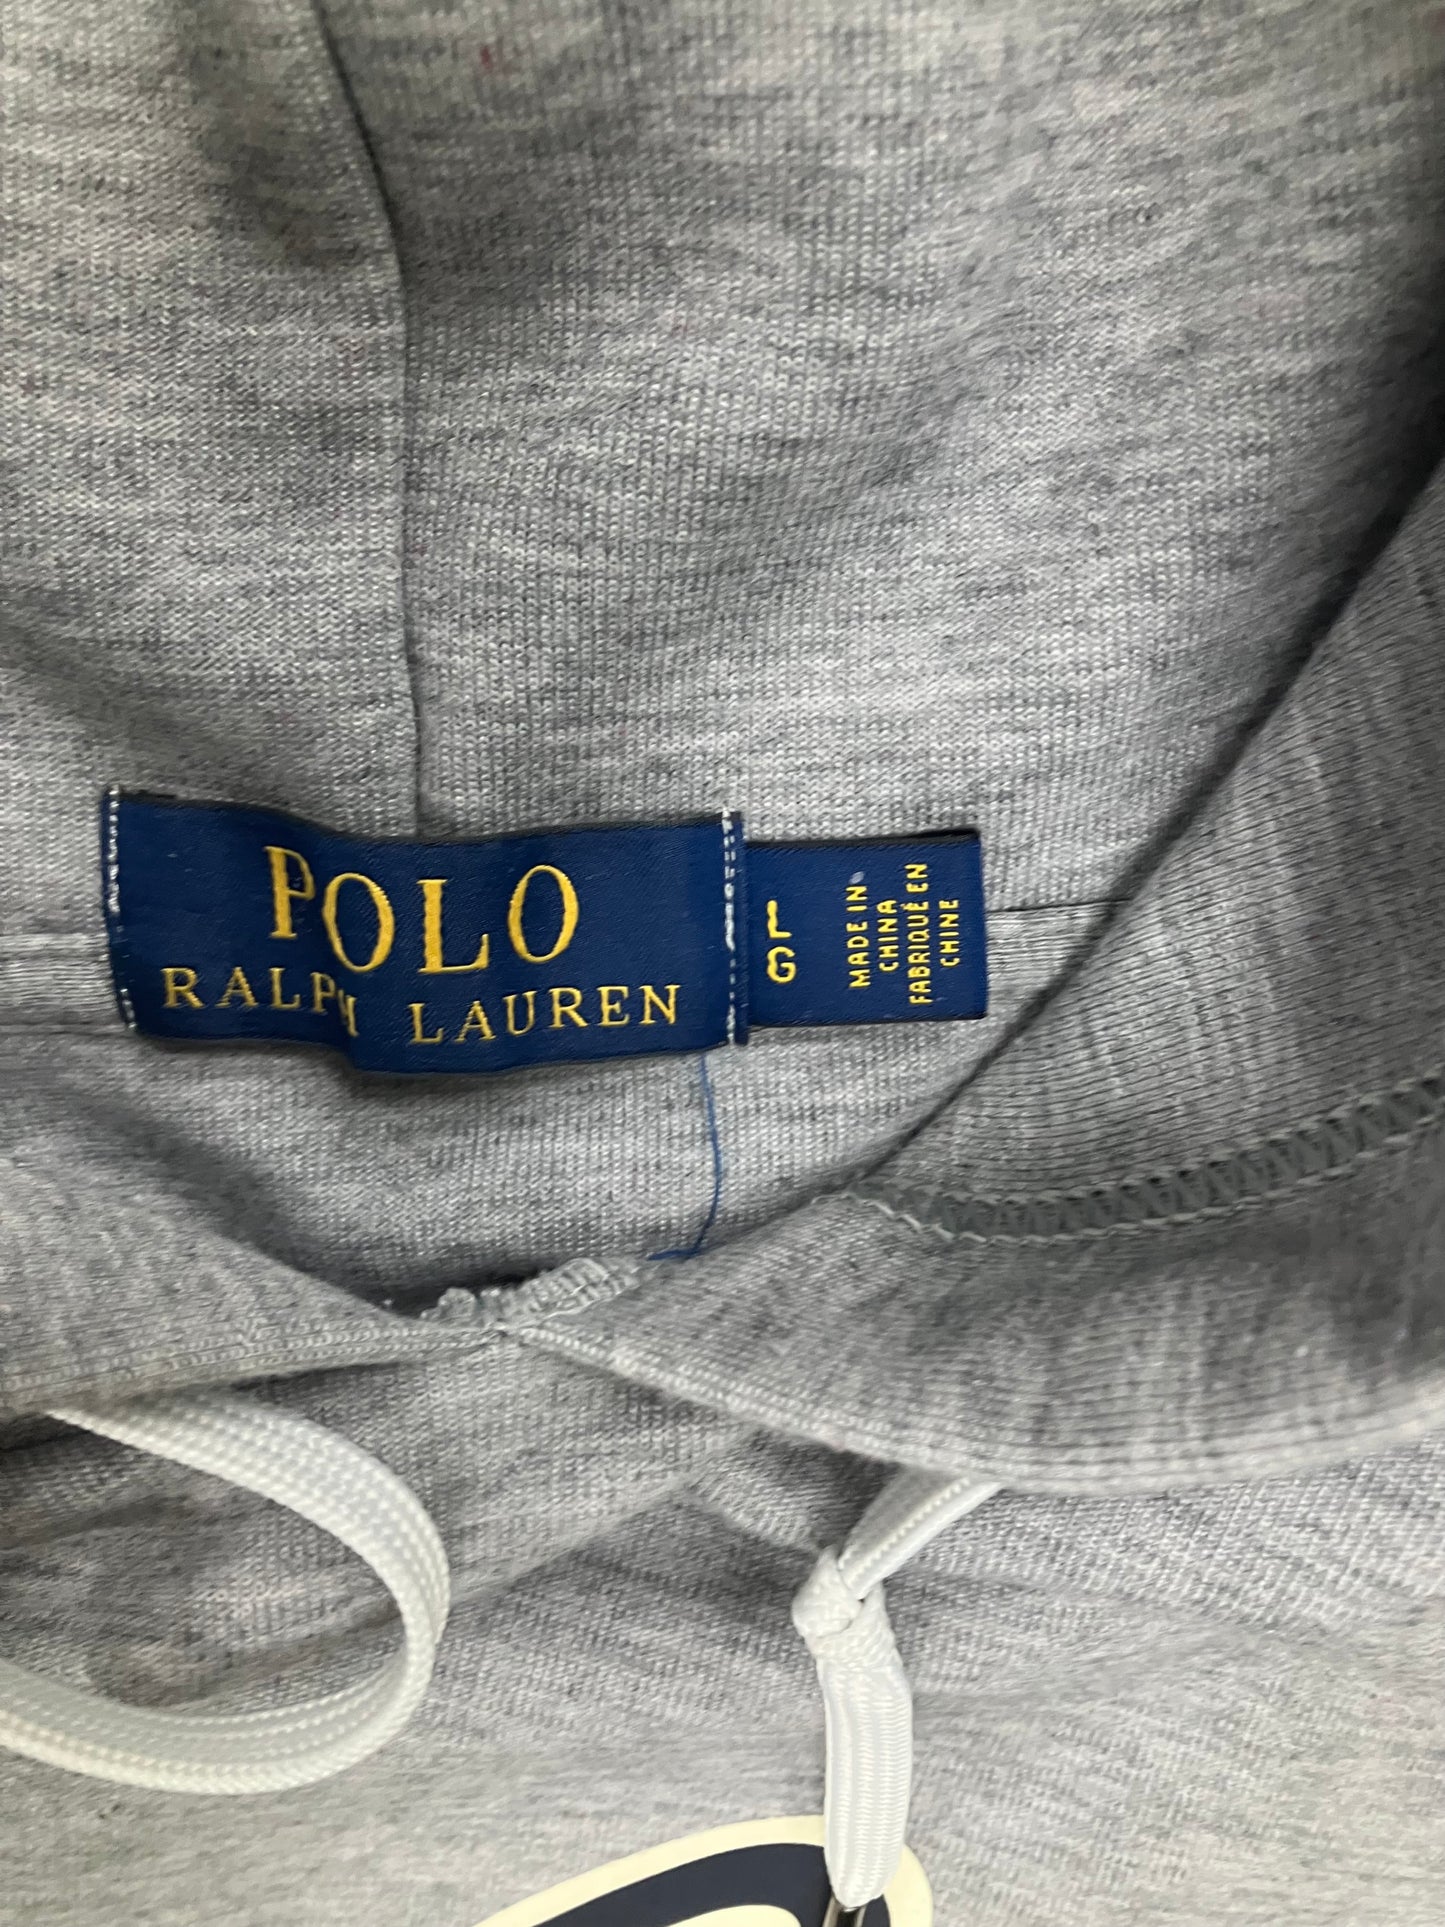 POLO
RALPH LAUREN
L
G
MADE IN
CHINA
FABRIQUÉ EN
CHINE